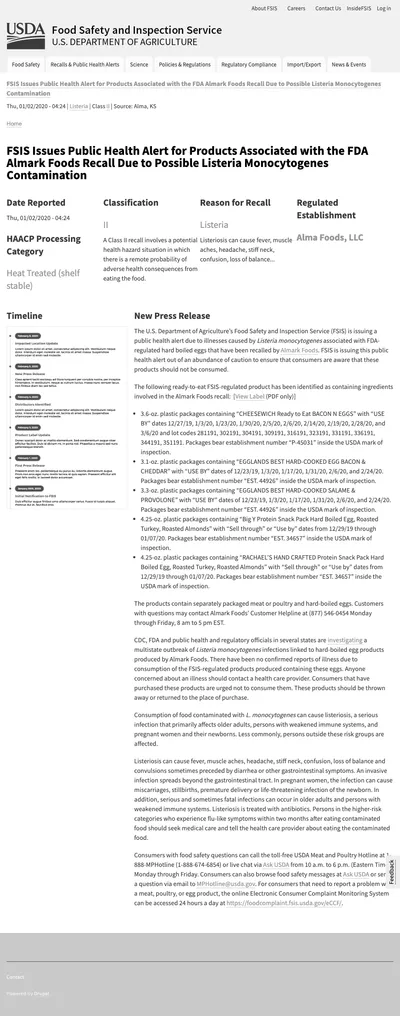 About FSIS Careers Contact Us InsideFSIS Log in
USDA Food Safety and Inspection Service
U.S. DEPARTMENT OF AGRICULTURE
Food Safety Recalls & Public Health Alerts Science Policies & Regulations Regulatory Compliance Import/Export News & Events
FSIS Issues Public Health Alert for Products Associated with the FDA Almark Foods Recall Due to Possible Listeria Monocytogenes
Contamination
Thu, 01/02/2020 - 04:24 | Listeria | Class II | Source: Alma, KS
Home
FSIS Issues Public Health Alert for Products Associated with the FDA
Almark Foods Recall Due to Possible Listeria Monocytogenes
Contamination
Date Reported
Thu, 01/02/2020 - 04:24
HAACP Processing
Category
Heat Treated (shelf
stable)
Classification
II
A Class II recall involves a potential
health hazard situation in which
there is a remote probability of
adverse health consequences from
eating the food.
Reason for Recall
Listeria
Listeriosis can cause fever, muscle
aches, headache, stiff neck,
confusion, loss of balance...
Regulated
Establishment
Alma Foods, LLC
Timeline
New Press Release
The U.S. Department of Agriculture's Food Safety and Inspection Service (FSIS) is issuing a
public health alert due to illnesses caused by Listeria monocytogenes associated with FDA-
regulated hard boiled eggs that have been recalled by Almark Foods. FSIS is issuing this public
health alert out of an abundance of caution to ensure that consumers are aware that these
products should not be consumed.
The following ready-to-eat FSIS-regulated product has been identified as containing ingredients
involved in the Almark Foods recall: [View Label (PDF only)]
• 3.6-oz. plastic packages containing "CHEESEWICH Ready to Eat BACON N EGGS" with "USE
BY" dates 12/27/19, 1/3/20, 1/23/20, 1/30/20, 2/5/20, 2/6/20, 2/14/20, 2/19/20, 2/28/20, and
3/6/20 and lot codes 281191, 302191, 304191, 309191, 316191, 323191, 331191, 336191,
344191, 351191. Packages bear establishment number "P-45031" inside the USDA mark of
inspection.
• 3.1-oz. plastic packages containing "EGGLANDS BEST HARD-COOKED EGG BACON &
CHEDDAR" with "USE BY" dates of 12/23/19, 1/3/20, 1/17/20, 1/31/20, 2/6/20, and 2/24/20.
Packages bear establishment number "EST. 44926" inside the USDA mark of inspection.
• 3.3-oz. plastic packages containing "EGGLANDS BEST HARD-COOKED SALAME &
PROVOLONE" with "USE BY" dates of 12/23/19, 1/3/20, 1/17/20, 1/31/20, 2/6/20, and 2/24/20.
Packages bear establishment number "EST. 44926" inside the USDA mark of inspection.
• 4.25-oz. plastic packages containing "Big Y Protein Snack Pack Hard Boiled Egg, Roasted
Turkey, Roasted Almonds" with "Sell through" or "Use by" dates from 12/29/19 through
01/07/20. Packages bear establishment number "EST. 34657" inside the USDA mark of
inspection.
• 4.25-oz. plastic packages containing "RACHAEL'S HAND CRAFTED Protein Snack Pack Hard
Boiled Egg, Roasted Turkey, Roasted Almonds" with "Sell through" or "Use by" dates from
12/29/19 through 01/07/20. Packages bear establishment number "EST. 34657" inside the
USDA mark of inspection.
The products contain separately packaged meat or poultry and hard-boiled eggs. Customers
with questions may contact Almark Foods' Customer Helpline at (877) 546-0454 Monday
through Friday, 8 am to 5 pm EST.
CDC, FDA and public health and regulatory officials in several states are investigating a
multistate outbreak of Listeria monocytogenes infections linked to hard-boiled egg products
produced by Almark Foods. There have been no confirmed reports of illness due to
consumption of the FSIS-regulated products produced containing these eggs. Anyone
concerned about an illness should contact a health care provider. Consumers that have
purchased these products are urged not to consume them. These products should be thrown
away or returned to the place of purchase.
Consumption of food contaminated with L. monocytogenes can cause listeriosis, a serious
infection that primarily affects older adults, persons with weakened immune systems, and
pregnant women and their newborns. Less commonly, persons outside these risk groups are
affected.
Listeriosis can cause fever, muscle aches, headache, stiff neck, confusion, loss of balance and
convulsions sometimes preceded by diarrhea or other gastrointestinal symptoms. An invasive
infection spreads beyond the gastrointestinal tract. In pregnant women, the infection can cause
miscarriages, stillbirths, premature delivery or life-threatening infection of the newborn. In
addition, serious and sometimes fatal infections can occur in older adults and persons with
weakened immune systems. Listeriosis is treated with antibiotics. Persons in the higher-risk
categories who experience flu-like symptoms within two months after eating contaminated
food should seek medical care and tell the health care provider about eating the contaminated
food.
Consumers with food safety questions can call the toll-free USDA Meat and Poultry Hotline at
888-MPHotline (1-888-674-6854) or live chat via Ask USDA from 10 a.m. to 6 p.m. (Eastern Tim
Monday through Friday. Consumers can also browse food safety messages at Ask USDA or
a question via email to MPHotline@usda.gov. For consumers that need to report a problem
a meat, poultry, or egg product, the online Electronic Consumer Complaint Monitoring System
can be accessed 24 hours a day at https://foodcomplaint.fsis.usda.gov/eCCF/.
Feedback
Contact
Powered by Drupal